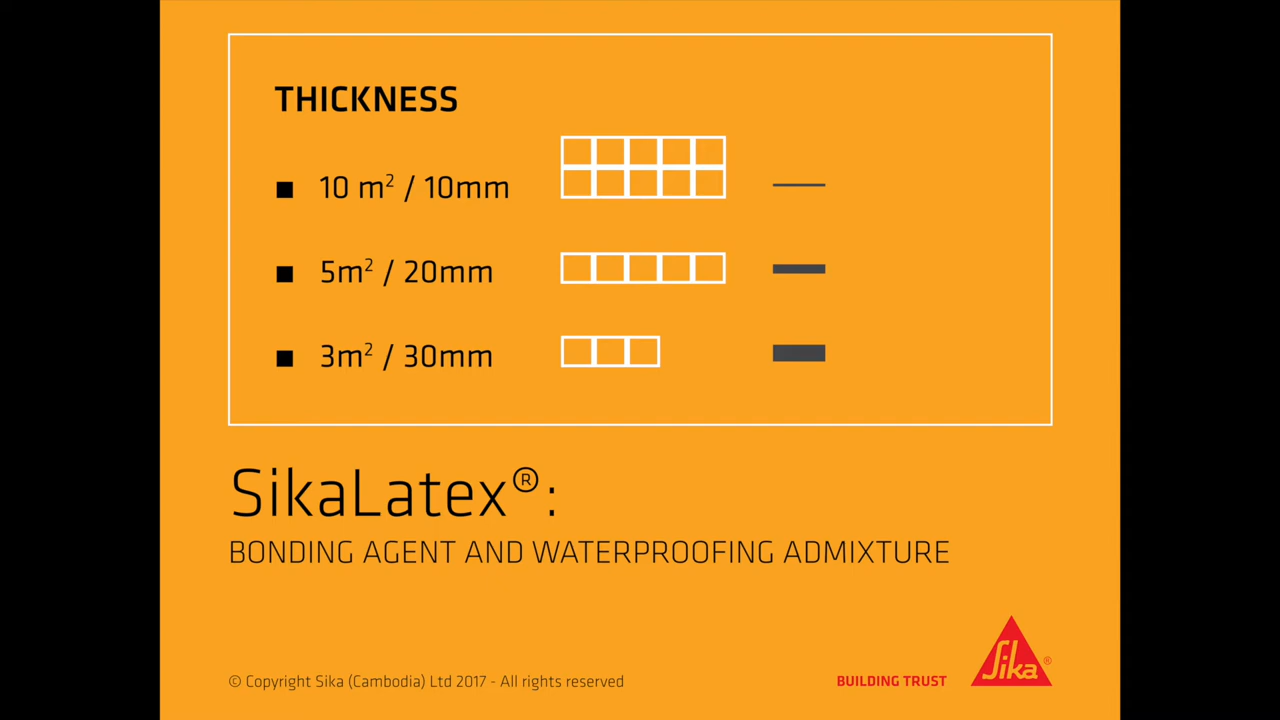 THICKNESS
■ 10 m² / 10mm
■ 5m² / 20mm
■ 3m² / 30mm
SikaLatex®:
BONDING AGENT AND WATERPROOFING ADMIXTURE
© Copyright Sika (Cambodia) Ltd 2017 - All rights reserved
BUILDING TRUST
Sika®